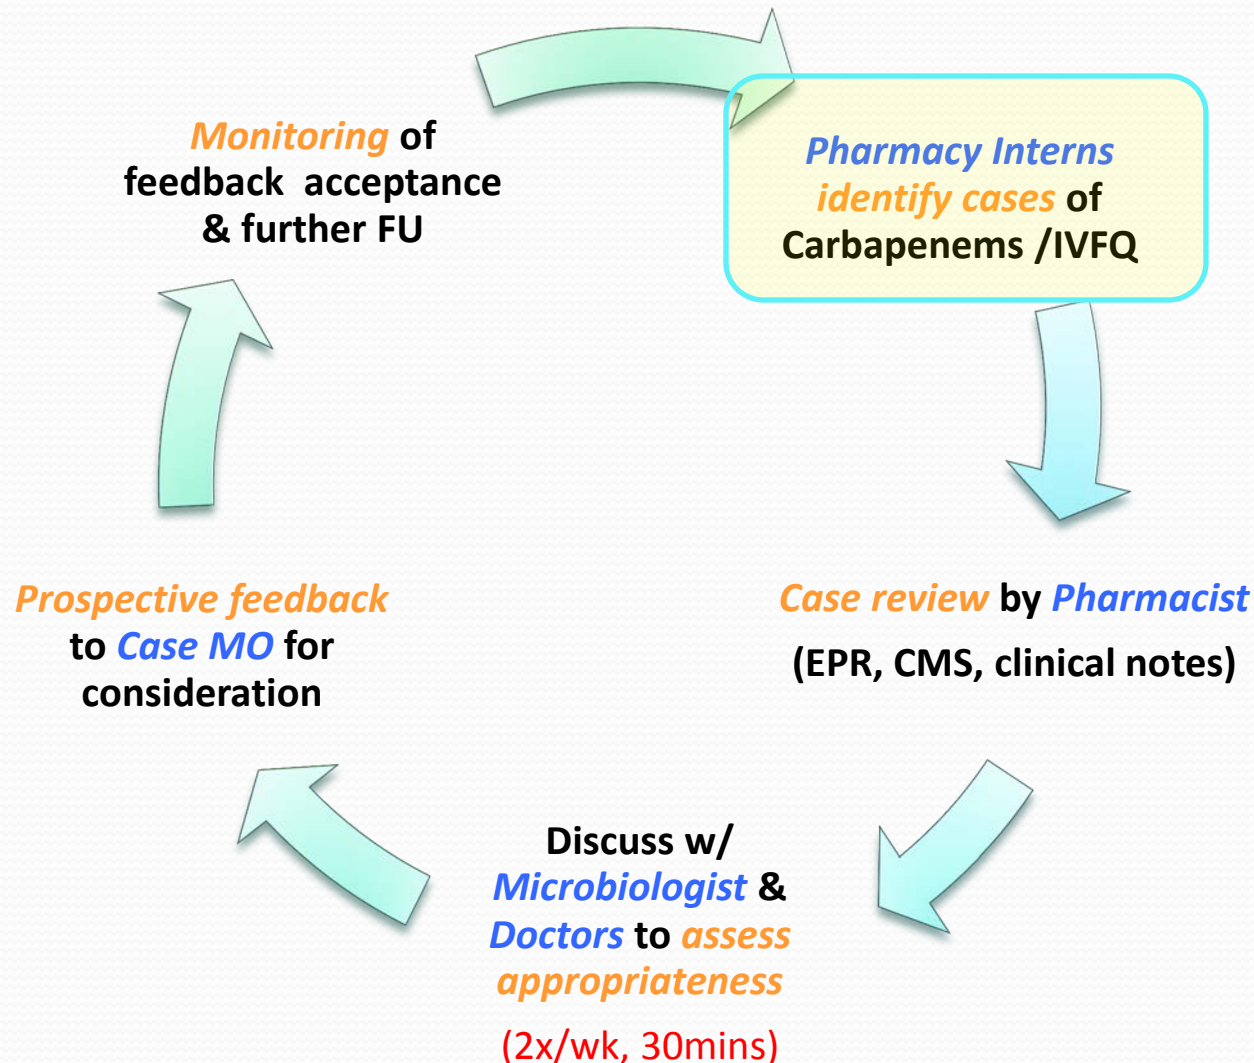 Pharmacy Interns
identify cases of
Carbapenems /IVFQ
Case review by Pharmacist
(EPR, CMS, clinical notes)
Discuss w/
Microbiologist &
Doctors to assess
appropriateness
(2x/wk, 30mins)
Prospective feedback
to Case MO for
consideration
Monitoring of
feedback acceptance
& further FU